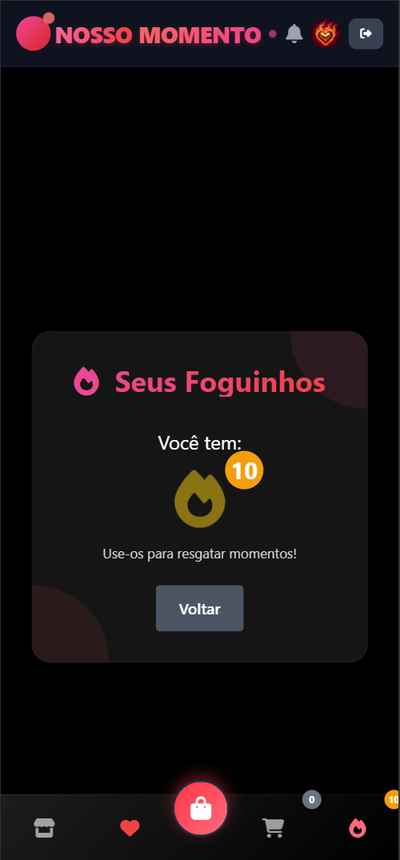 NOSSO MOMENTO
Seus Foguinhos
Você tem:
10
Use-os para resgatar momentos!
Voltar
0
10